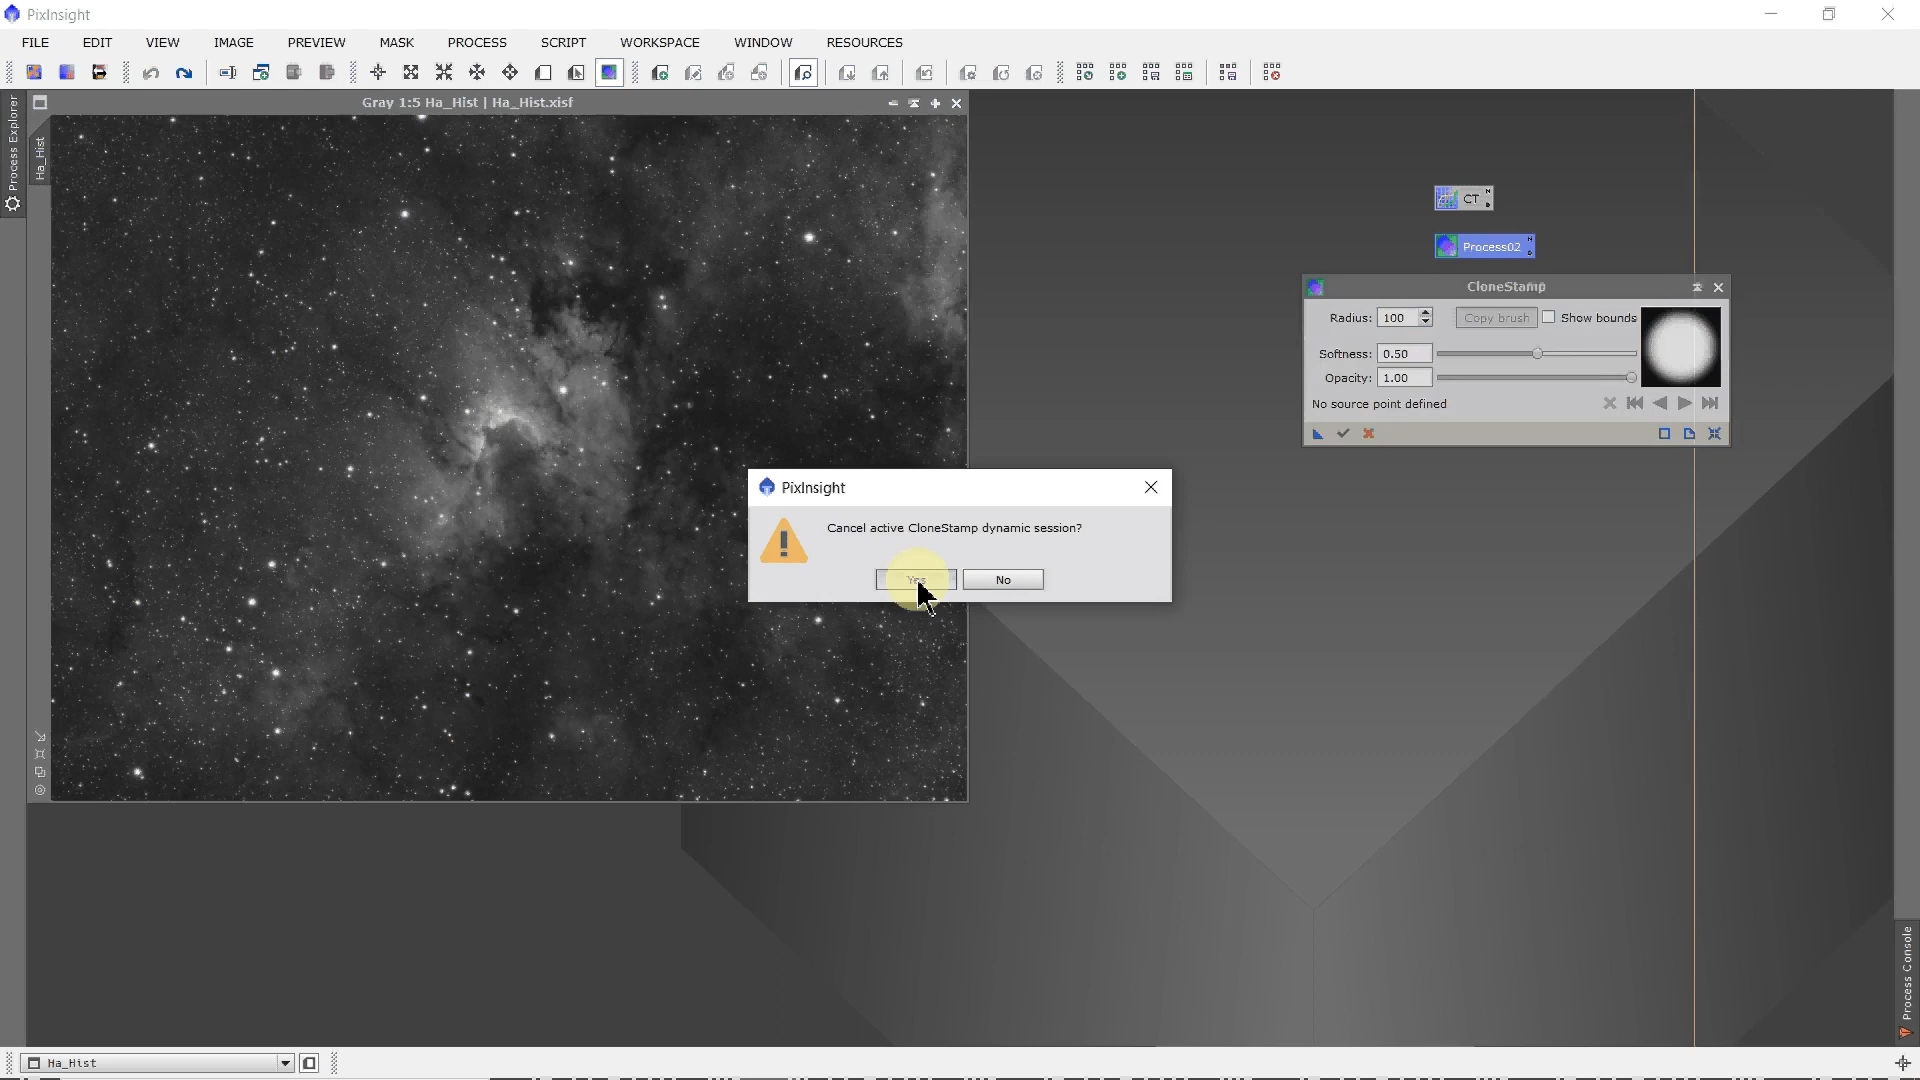 PixInsight
FILE EDIT VIEW IMAGE PREVIEW MASK PROCESS SCRIPT WORKSPACE WINDOW RESOURCES
Process Explorer
Gray 1:5 Ha_Hist | Ha_Hist.xisf
Ha_Hist
CT
N
D
Process02
N
D
CloneStamp
Radius: 100 Copy brush Show bounds
Softness: 0.50
Opacity: 1.00
No source point defined
PixInsight
Cancel active CloneStamp dynamic session?
Yes No
Process Console
Ha_Hist